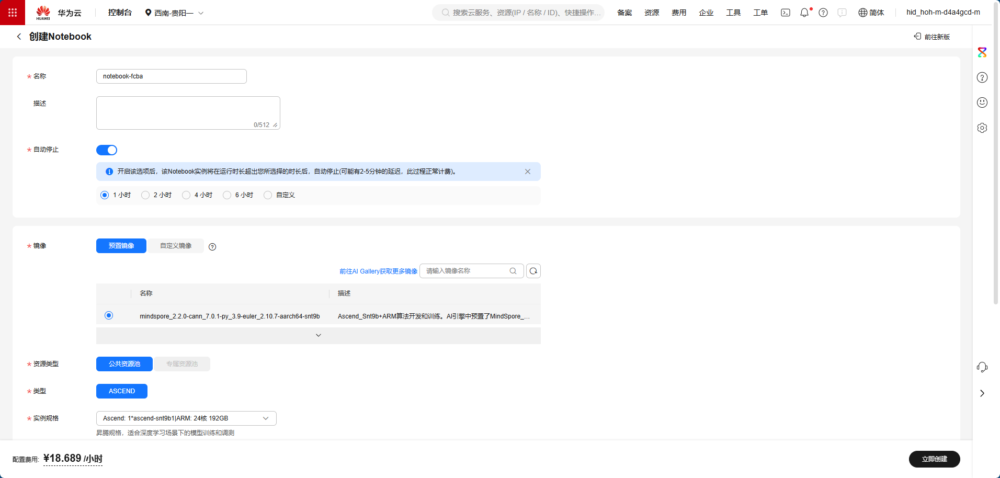 HUAWEI 华为云 控制台 西南-贵阳一 搜索云服务、资源(IP / 名称 / ID)、快捷操作... 备案 资源 费用 企业 工具 工单 简体 hid_hoh-m-d4a4gcd-m
创建Notebook 前往新版
* 名称 notebook-fcba
描述
0/512
* 自动停止
开启该选项后，该Notebook实例将在运行时长超出您所选择的时长后，自动停止(可能有2-5分钟的延迟，此过程正常计费)。
1 小时 2 小时 4 小时 6 小时 自定义
* 镜像 预置镜像 自定义镜像
前往AI Gallery获取更多镜像 请输入镜像名称
名称 描述
mindspore_2.2.0-cann_7.0.1-py_3.9-euler_2.10.7-aarch64-snt9b Ascend_Snt9b+ARM算法开发和训练。AI引擎中预置了MindSpore_...
* 资源类型 公共资源池 专属资源池
* 类型 ASCEND
* 实例规格 Ascend: 1*ascend-snt9b1|ARM: 24核 192GB
昇腾规格，适合深度学习场景下的模型训练和调测
配置费用: ¥18.689 /小时 立即创建